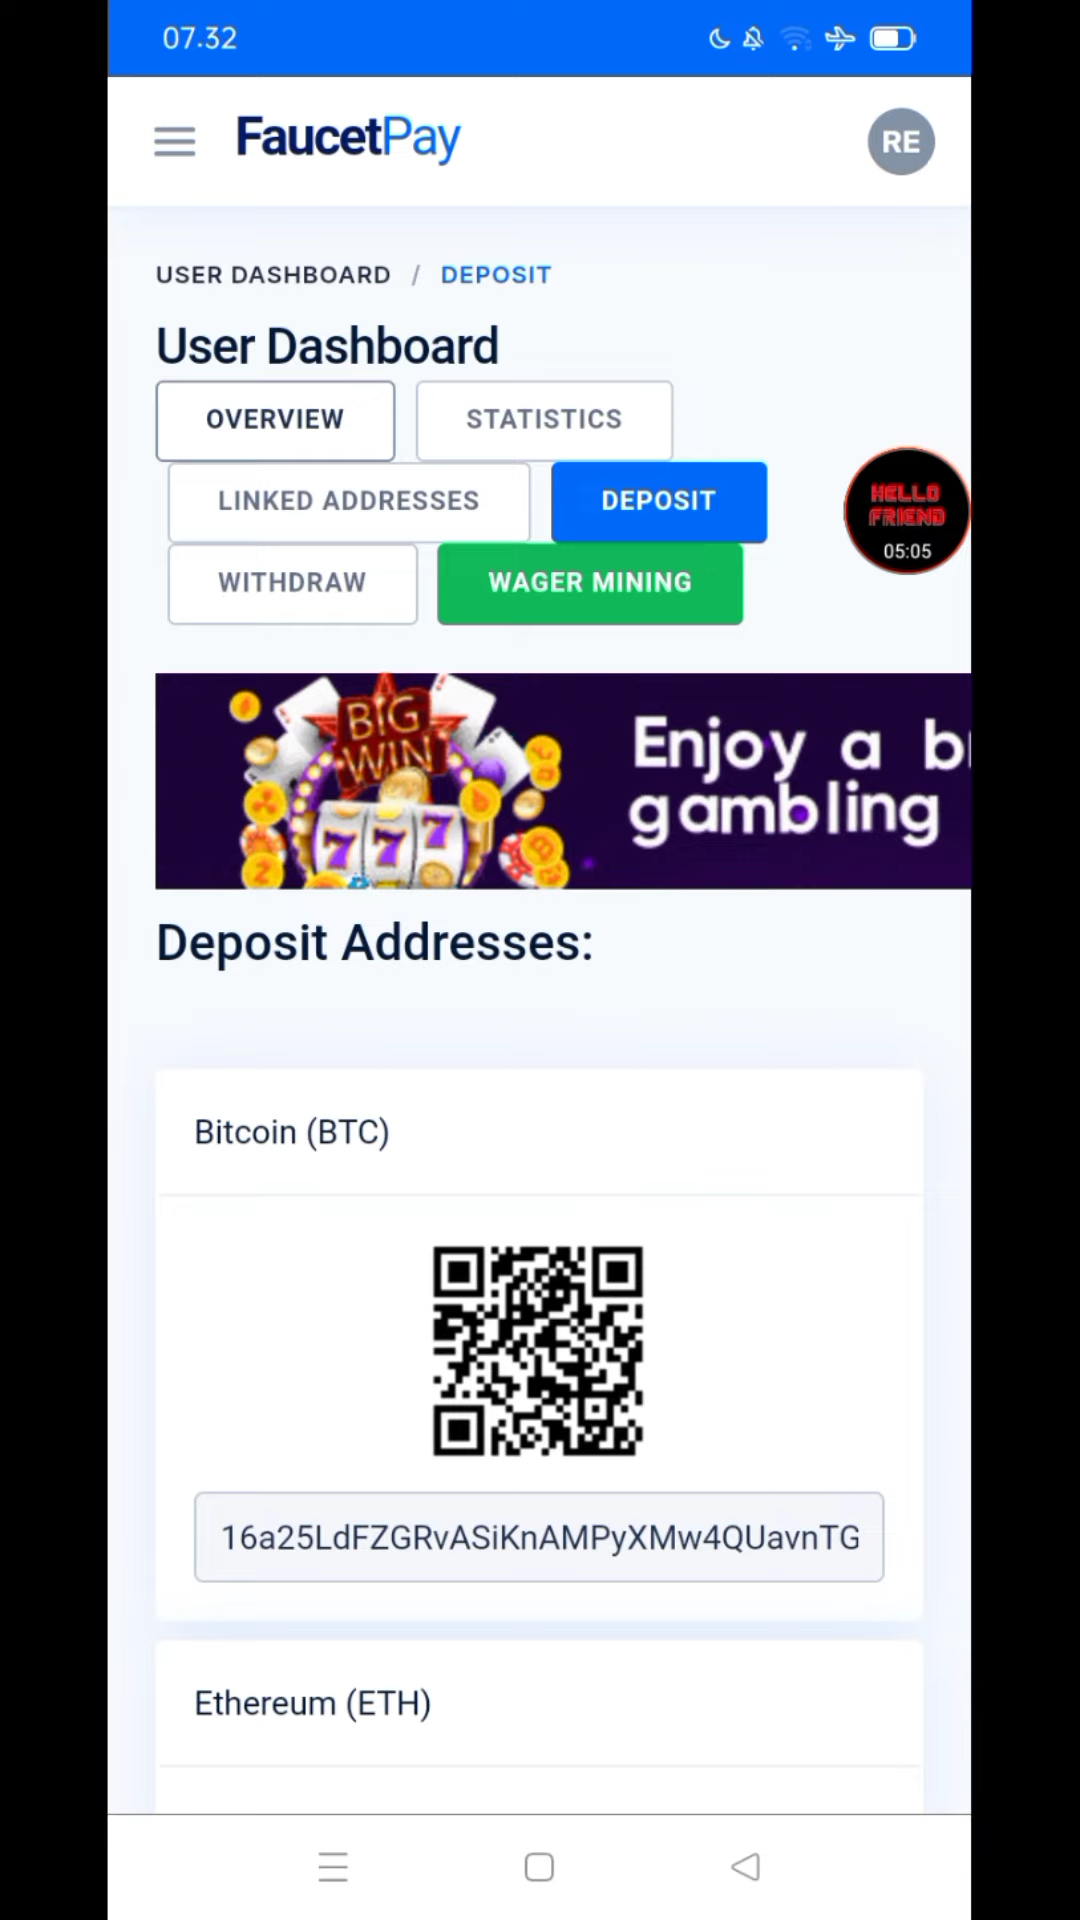 07.32
FaucetPay
RE
USER DASHBOARD / DEPOSIT
User Dashboard
OVERVIEW STATISTICS
LINKED ADDRESSES DEPOSIT
HELLO
FRIEND
05:05
WITHDRAW WAGER MINING
BIG
WIN
777
Enjoy a
gambling
Deposit Addresses:
Bitcoin (BTC)
16a25LdFZGRvASiKnAMPyXMw4QUavnTG
Ethereum (ETH)